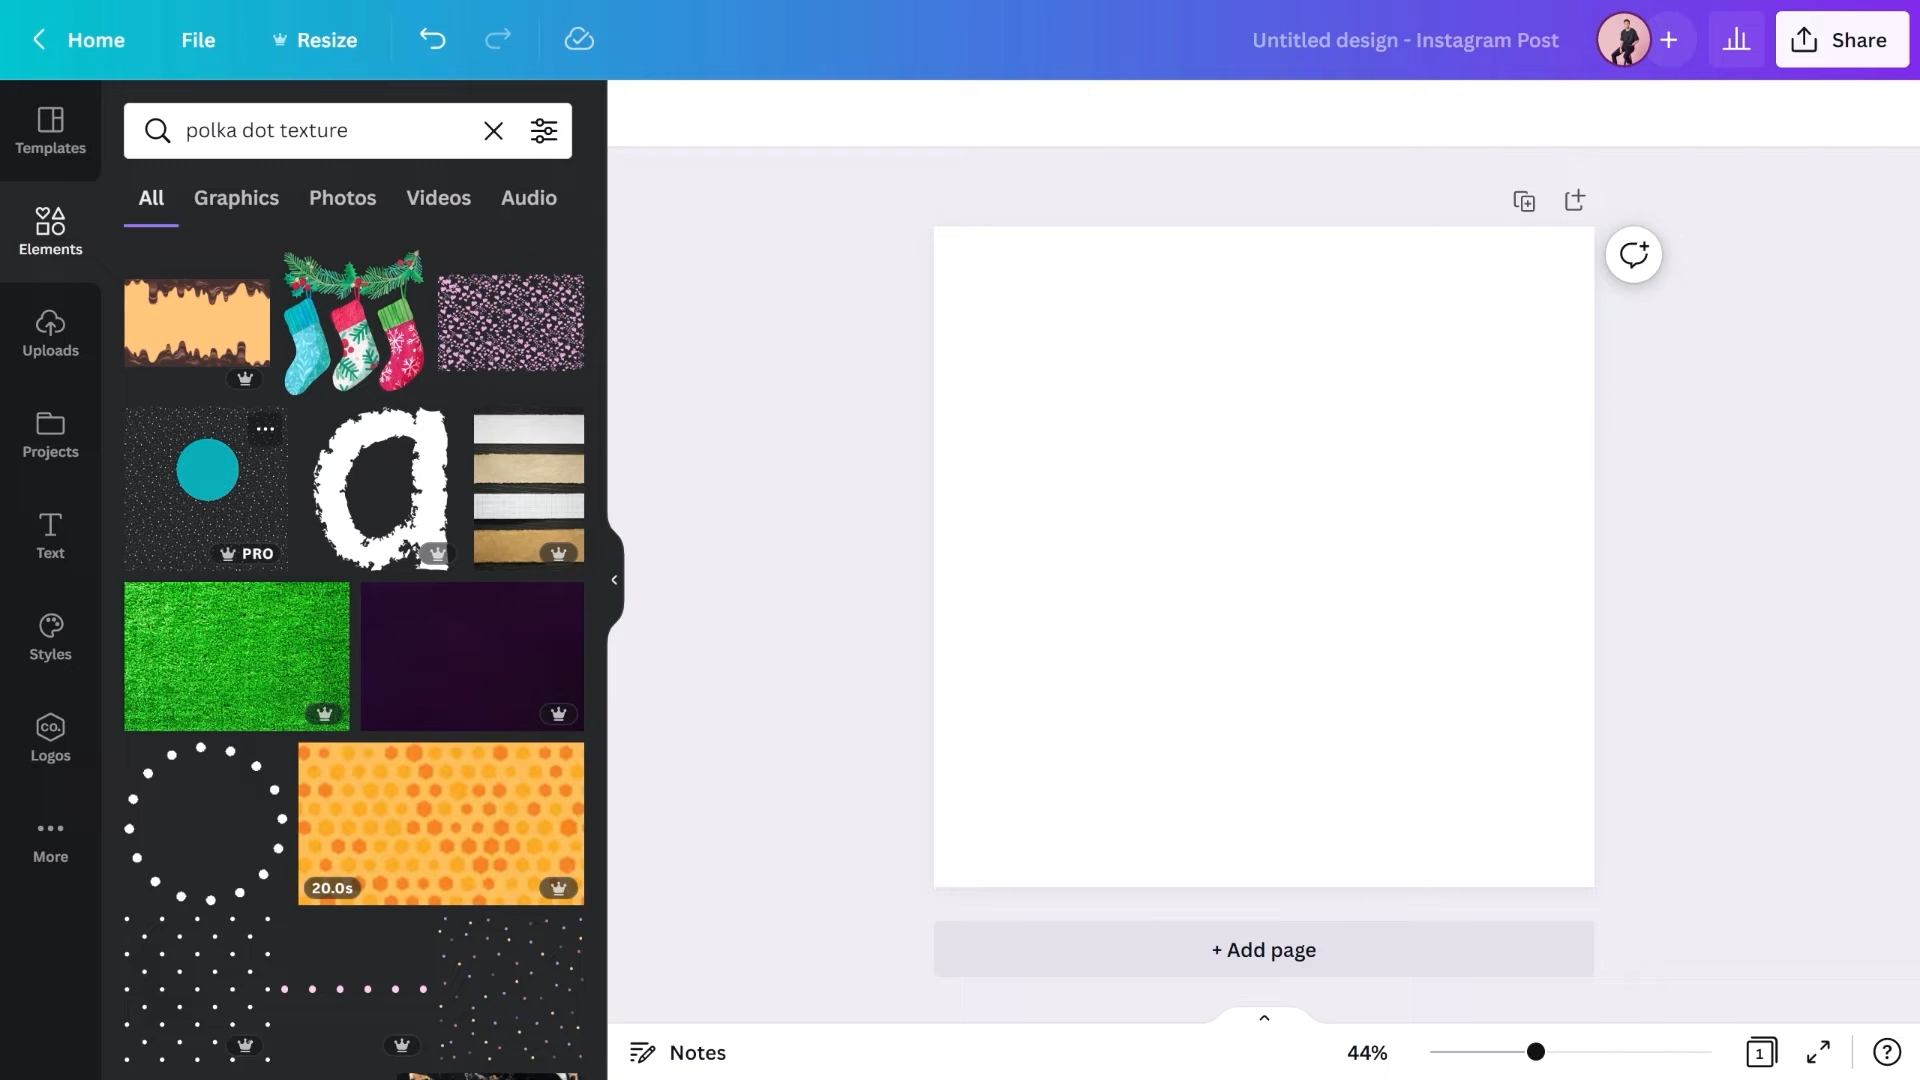 Home
File
Resize
Untitled design - Instagram Post
Share
Templates
Elements
Uploads
Projects
Text
Styles
CO.
Logos
More
polka dot texture
All
Graphics
Photos
Videos
Audio
PRO
a
20.0s
+ Add page
Notes
44%
1
?